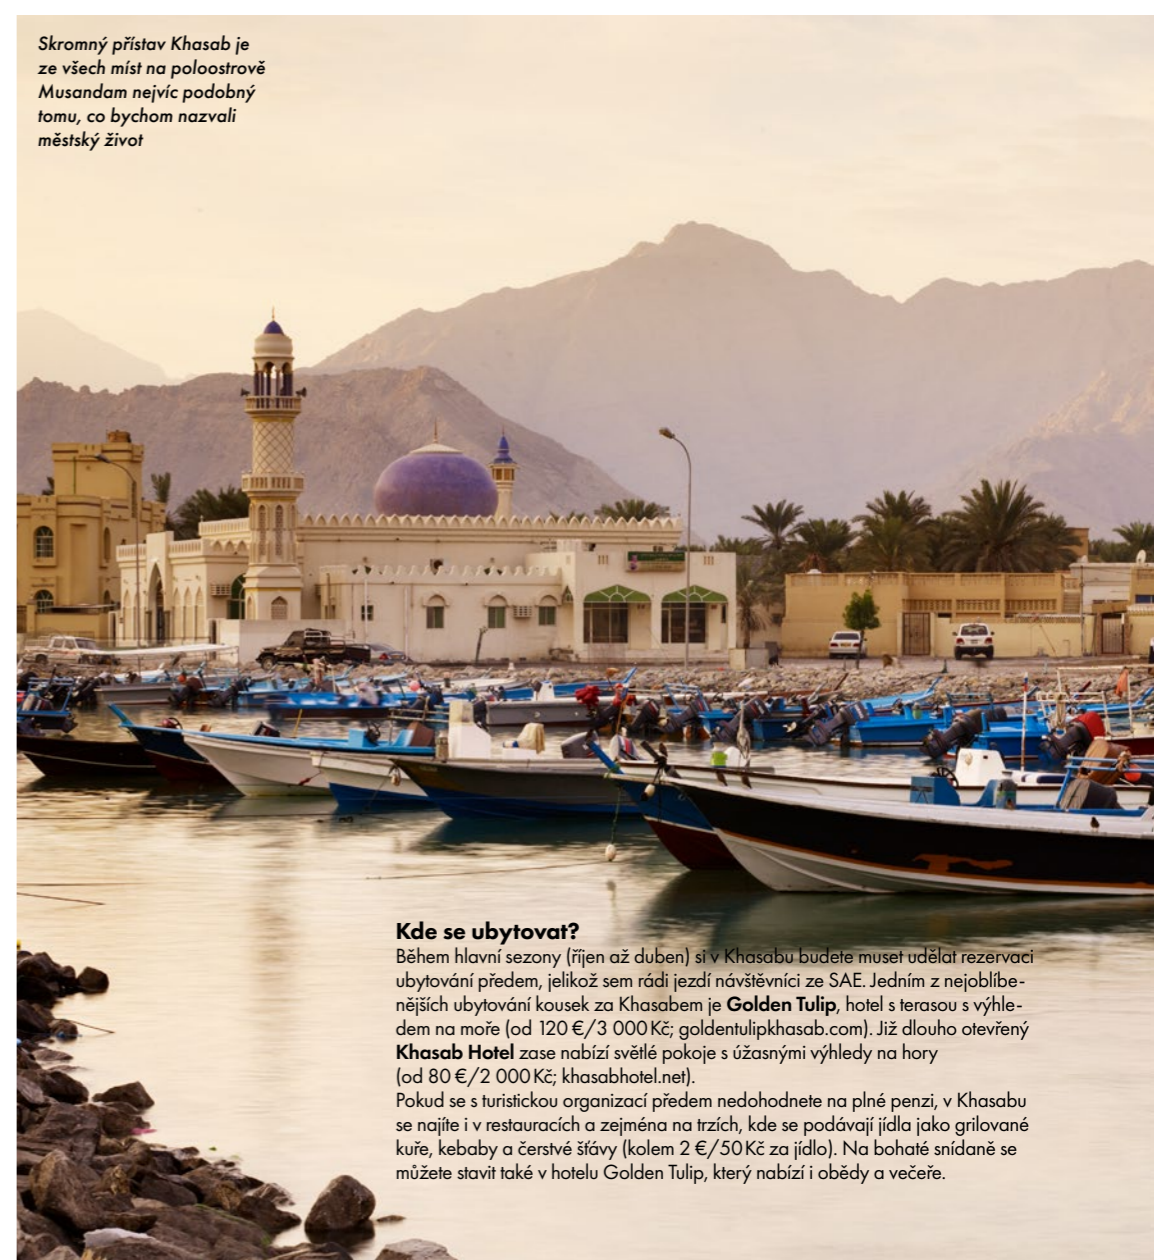 Skromný přístav Khasab je
ze všech míst na poloostrově
Musandam nejvíc podobný
tomu, co bychom nazvali
městský život
Kde se ubytovat?
Během hlavní sezony (říjen až duben) si v Khasabu budete muset udělat rezervaci
ubytování předem, jelikož sem rádi jezdí návštěvníci ze SAE. Jedním z nejoblíbe-
nějších ubytování kousek za Khasabem je Golden Tulip, hotel s terasou s výhle-
dem na moře (od 120 €/3 000 Kč; goldentulipkhasab.com). Již dlouho otevřený
Khasab Hotel zase nabízí světlé pokoje s úžasnými výhledy na hory
(od 80 €/2 000 Kč; khasabhotel.net).
Pokud se s turistickou organizací předem nedohodnete na plné penzi, v Khasabu
se najíte i v restauracích a zejména na trzích, kde se podávají jídla jako grilované
kuře, kebaby a čerstvé šťávy (kolem 2 €/50 Kč za jídlo). Na bohaté snídaně se
můžete stavit také v hotelu Golden Tulip, který nabízí i obědy a večeře.